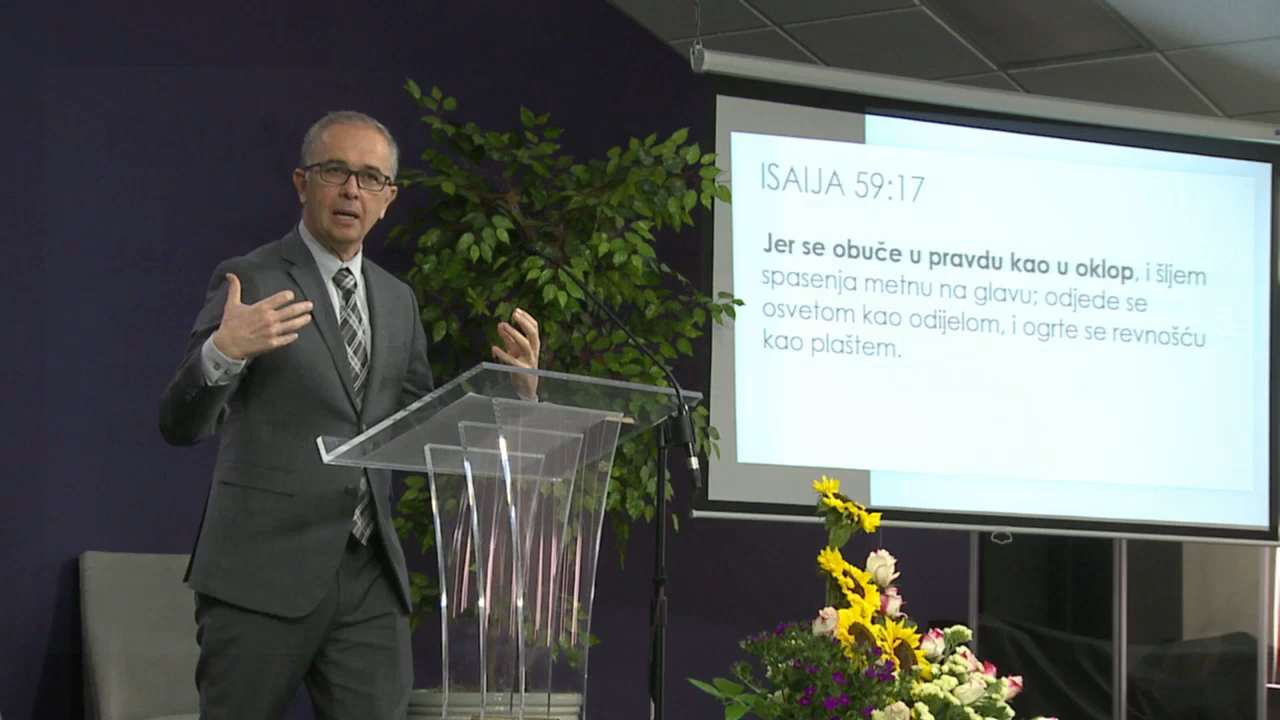 ISAIJA 59:17
Jer se obuče u pravdu kao u oklop, i šljem
spasenja metnu na glavu; odjede se
osvetom kao odijelom, i ogrte se revnošću
kao plaštem.